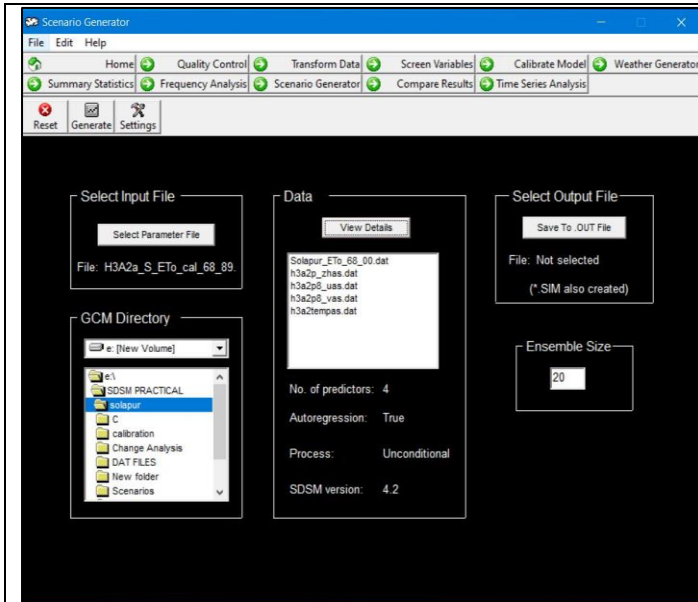 Scenario Generator
File Edit Help
Home Quality Control Transform Data Screen Variables Calibrate Model Weather Generator
Summary Statistics Frequency Analysis Scenario Generator Compare Results Time Series Analysis
Reset Generate Settings
Select Input File
Select Parameter File
File: H3A2a_S_ETo_cal_68_89.
GCM Directory
e: [New Volume]
e:\
SDSM PRACTICAL
solapur
C
calibration
Change Analysis
DAT FILES
New folder
Scenarios
Data
View Details
Solapur_ETo_68_00.dat
h3a2p_zhas.dat
h3a2p8_uas.dat
h3a2p8_vas.dat
h3a2tempas.dat
No. of predictors: 4
Autoregression: True
Process: Unconditional
SDSM version: 4.2
Select Output File
Save To .OUT File
File: Not selected
(*.SIM also created)
Ensemble Size
20